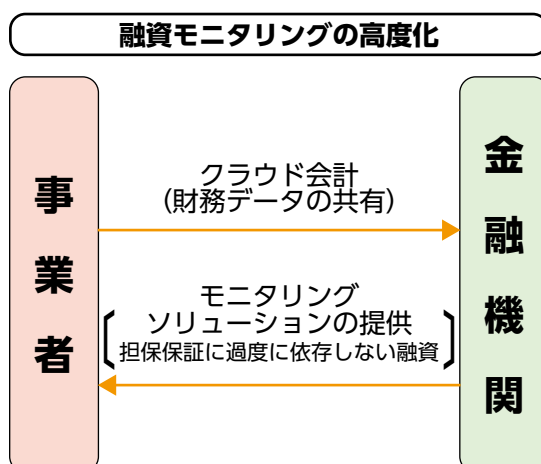 融資モニタリングの高度化
事業者
クラウド会計
(財務データの共有)
モニタリング
ソリューションの提供
担保保証に過度に依存しない融資
金融機関